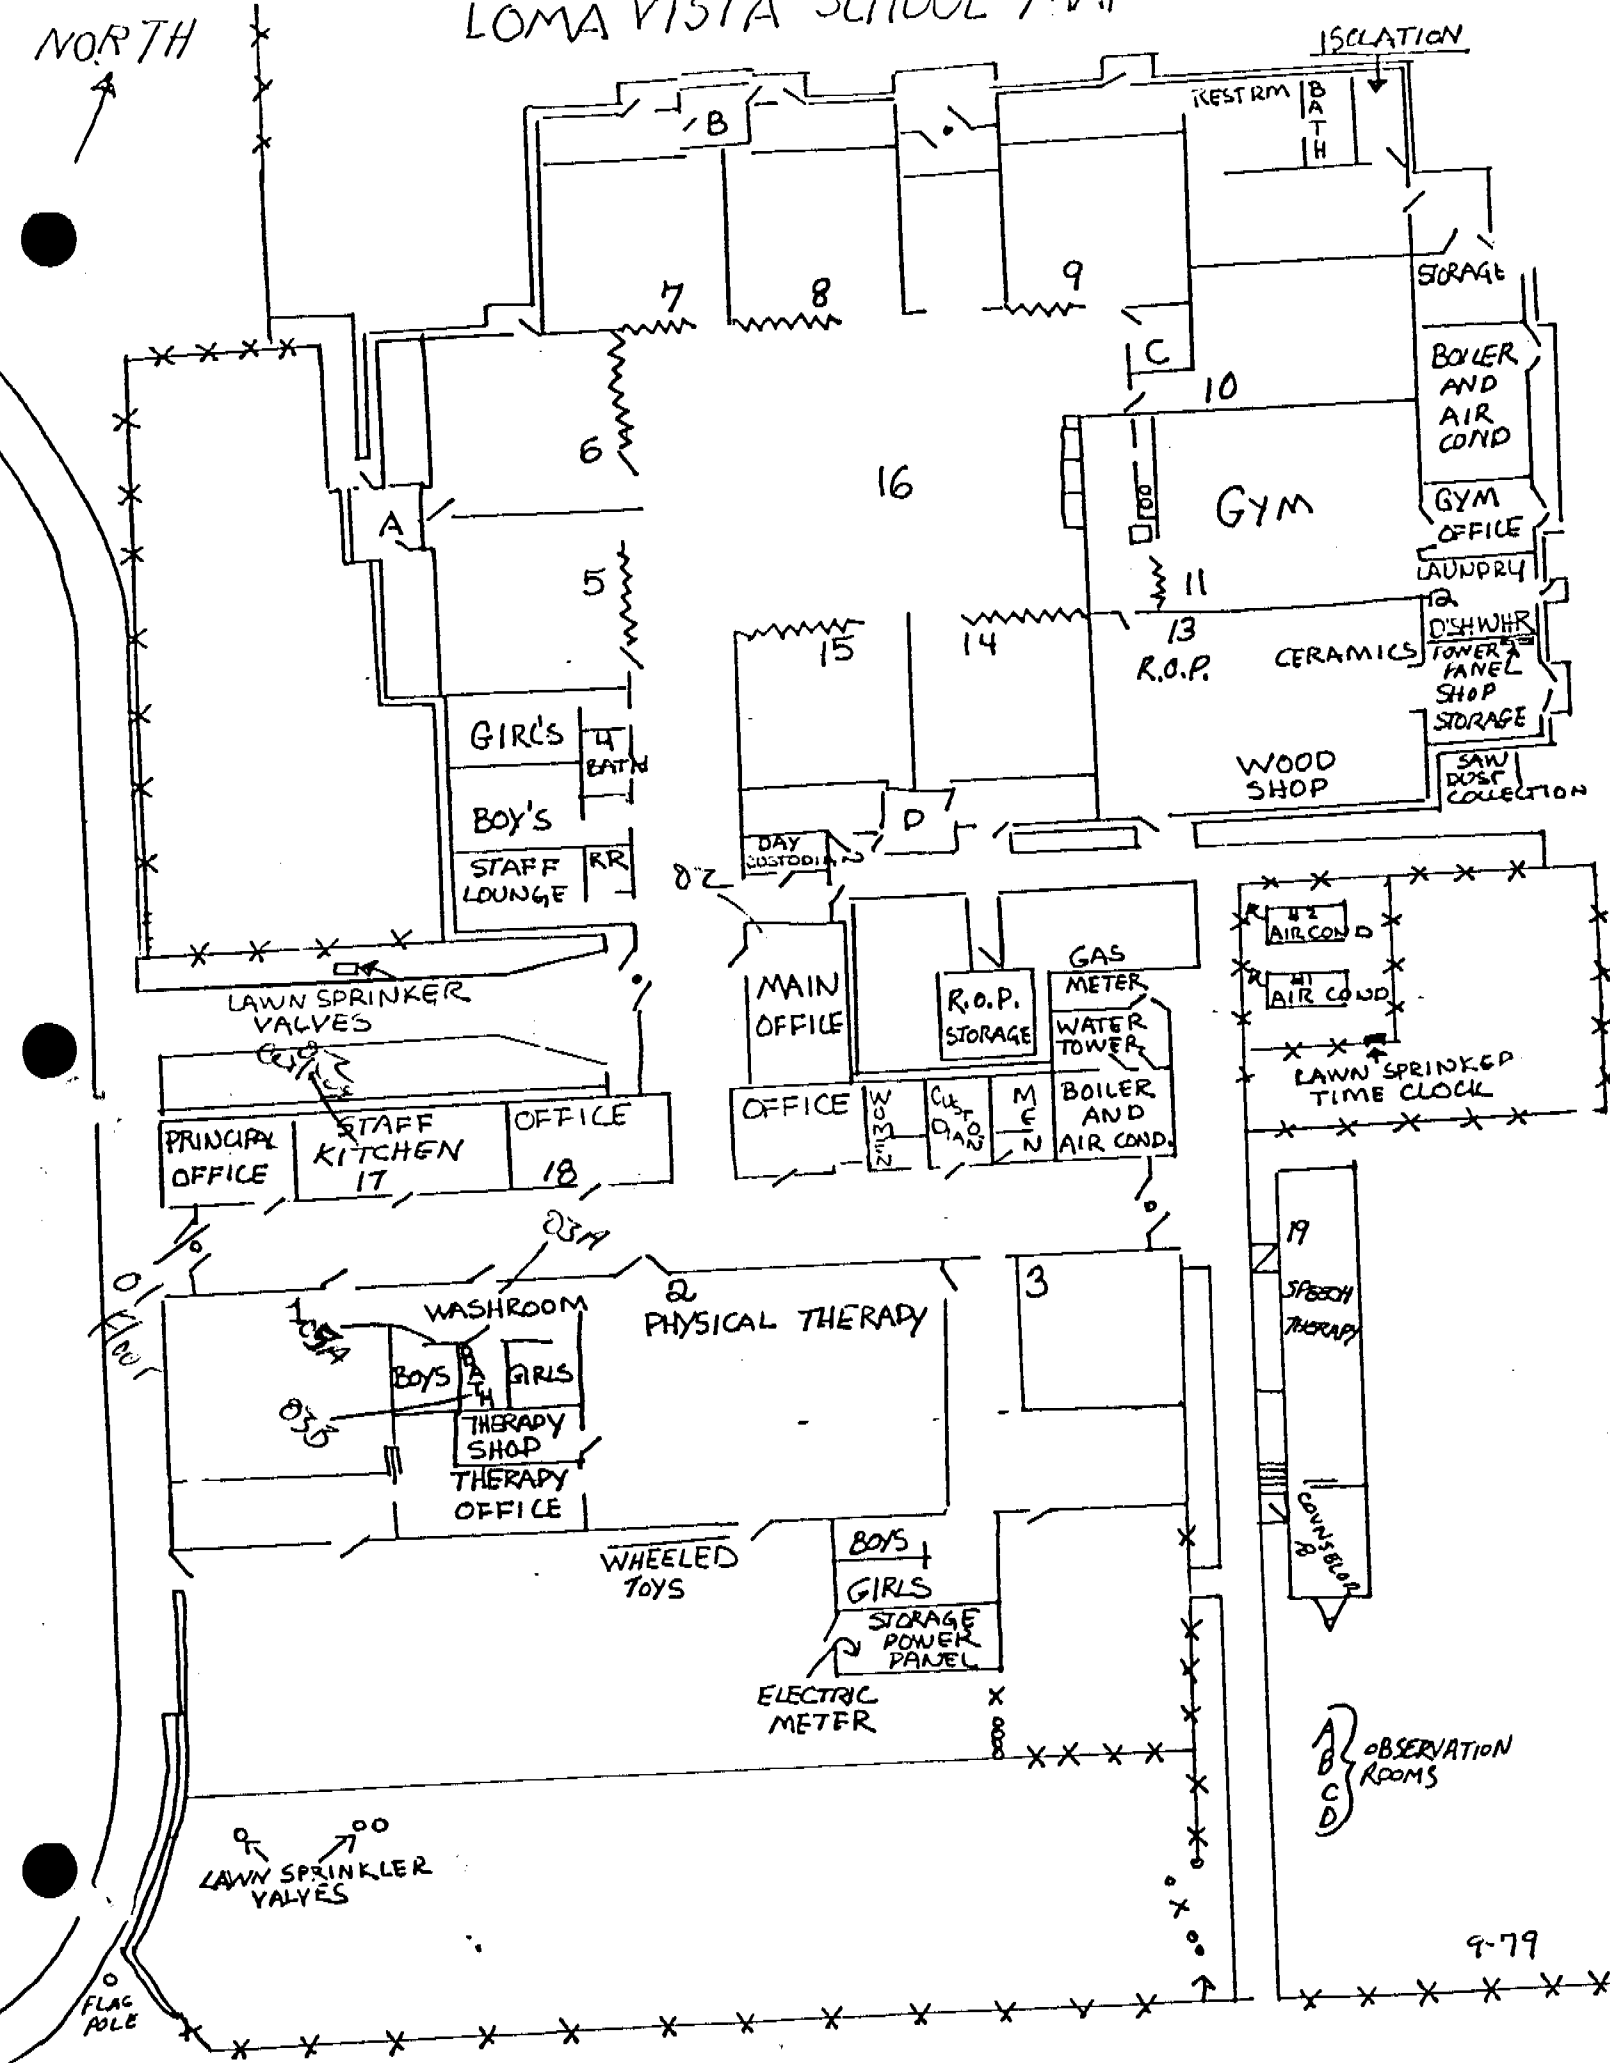 LOMA VISTA SCHOOL MAP
NORTH
ISOLATION
RESTRM
BATH
B
STORAGE
7
8
9
C
10
BOILER
AND
AIR
COND
6
16
GYM
GYM
OFFICE
A
5
11
LAUNDRY
12
DISHWHR
15
14
13
R.O.P.
CERAMICS
TOWER
PANEL
SHOP
STORAGE
GIRL'S
BATH
BOY'S
WOOD
SHOP
SAW
DUST
COLLECTION
D
STAFF
LOUNGE
RR
DAY
CUSTODIAN
02
#2
AIR COND
#1
AIR COND
LAWN SPRINKER
VALVES
MAIN
OFFICE
R.O.P.
STORAGE
GAS
METER
WATER
TOWER
LAWN SPRINKED
TIME CLOCK
PRINCIPAL
OFFICE
STAFF
KITCHEN
17
OFFICE
18
OFFICE
WOMEN
CUSTODIAN
MEN
BOILER
AND
AIR COND.
03A
19
SPEECH
THERAPY
1
WASHROOM
2
PHYSICAL THERAPY
3
BOYS
BATH
GIRLS
03B
THERAPY
SHOP
THERAPY
OFFICE
COUNSELOR
WHEELED
TOYS
BOYS
GIRLS
STORAGE
POWER
PANEL
ELECTRIC
METER
A
B
C
D
OBSERVATION
ROOMS
LAWN SPRINKLER
VALVES
9-79
FLAG
POLE